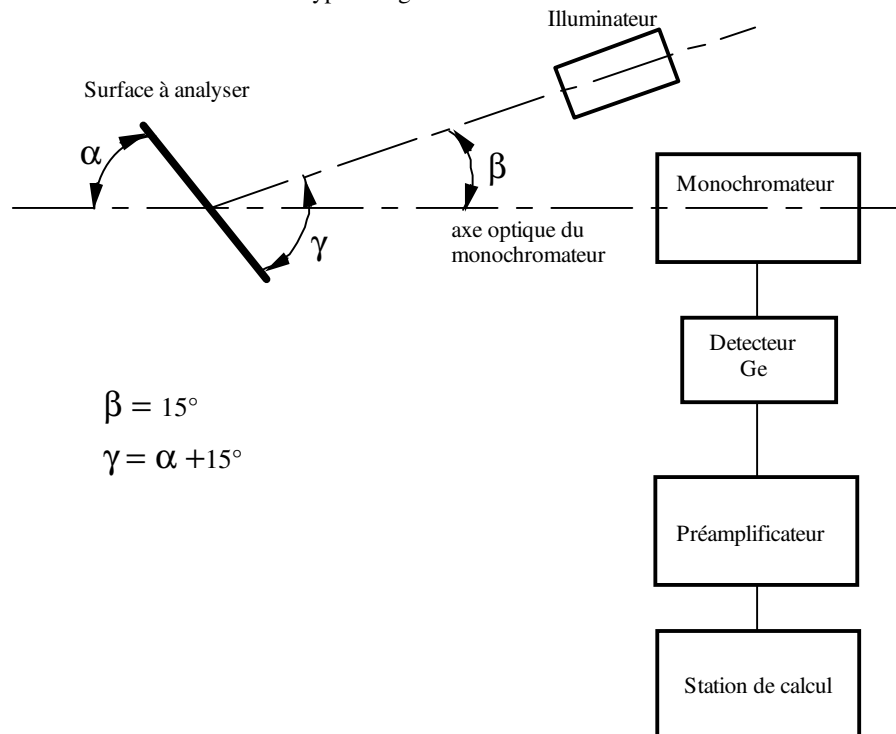 Illuminateur
Surface à analyser
α
β
Monochromateur
γ
axe optique du
monochromateur
Detecteur
Ge
β = 15°
γ = α +15°
Préamplificateur
Station de calcul